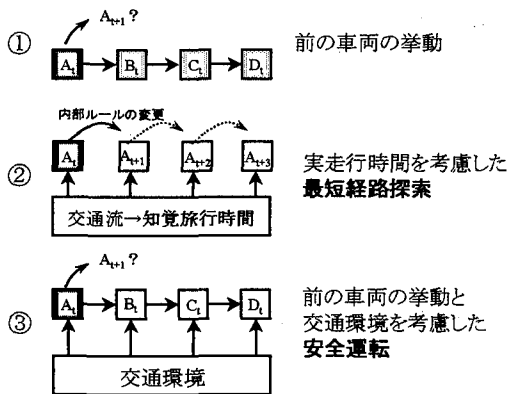 A_{t+1} ?
① A_t B_t C_t D_t 前の車両の挙動
内部ルールの変更
② A_t A_{t+1} A_{t+2} A_{t+3} 実走行時間を考慮した
最短経路探索
交通流→知覚旅行時間
A_{t+1} ?
③ A_t B_t C_t D_t 前の車両の挙動と
交通環境を考慮した
安全運転
交通環境